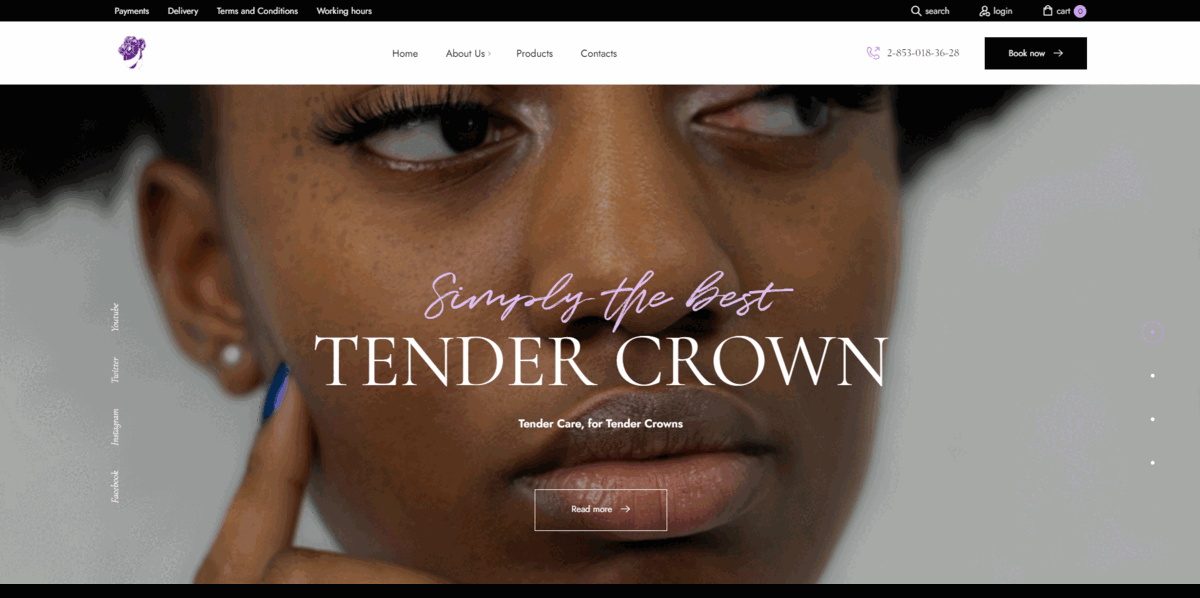 Payments Delivery Terms and Conditions Working hours search login cart 0
Home About Us Products Contacts 2-853-018-36-28 Book now
Simply the Best
TENDER CROWN
Tender Care, for Tender Crowns
Read more
Youtube
Twitter
Instagram
Facebook